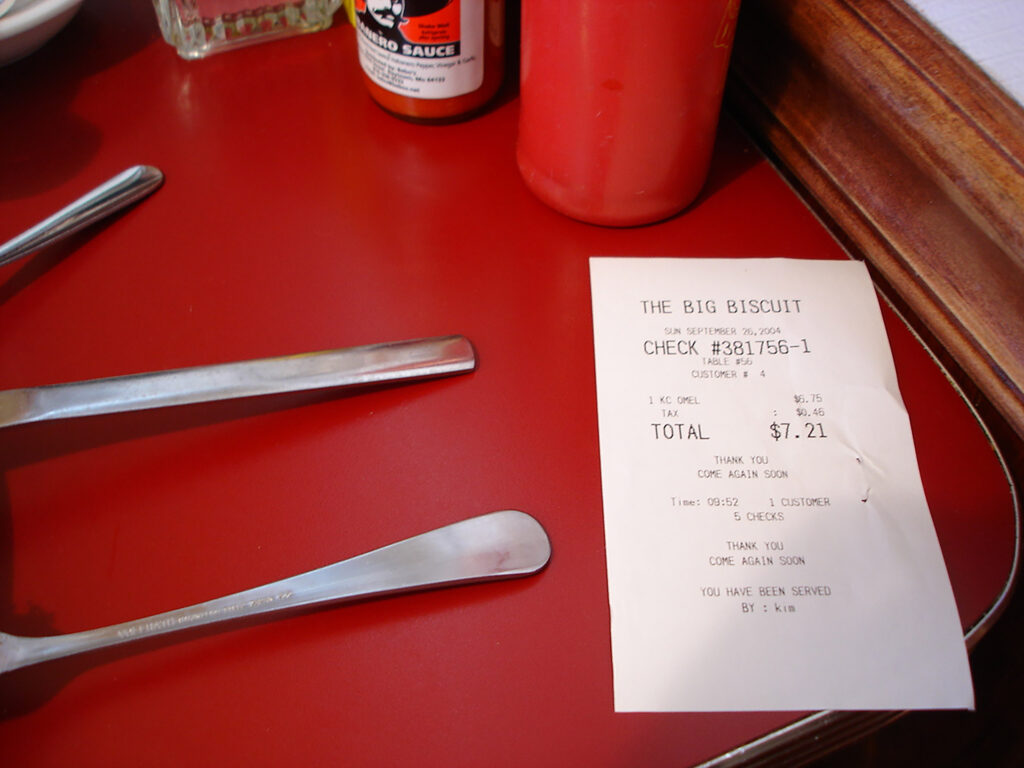 Shake Well
NERO SAUCE
THE BIG BISCUIT
SUN SEPTEMBER 26,2004
CHECK #381756-1
TABLE #56
CUSTOMER # 4
1 KC OMEL $6.75
TAX : $0.46
TOTAL $7.21
THANK YOU
COME AGAIN SOON
Time: 09:52 1 CUSTOMER
5 CHECKS
THANK YOU
COME AGAIN SOON
YOU HAVE BEEN SERVED
BY : kim